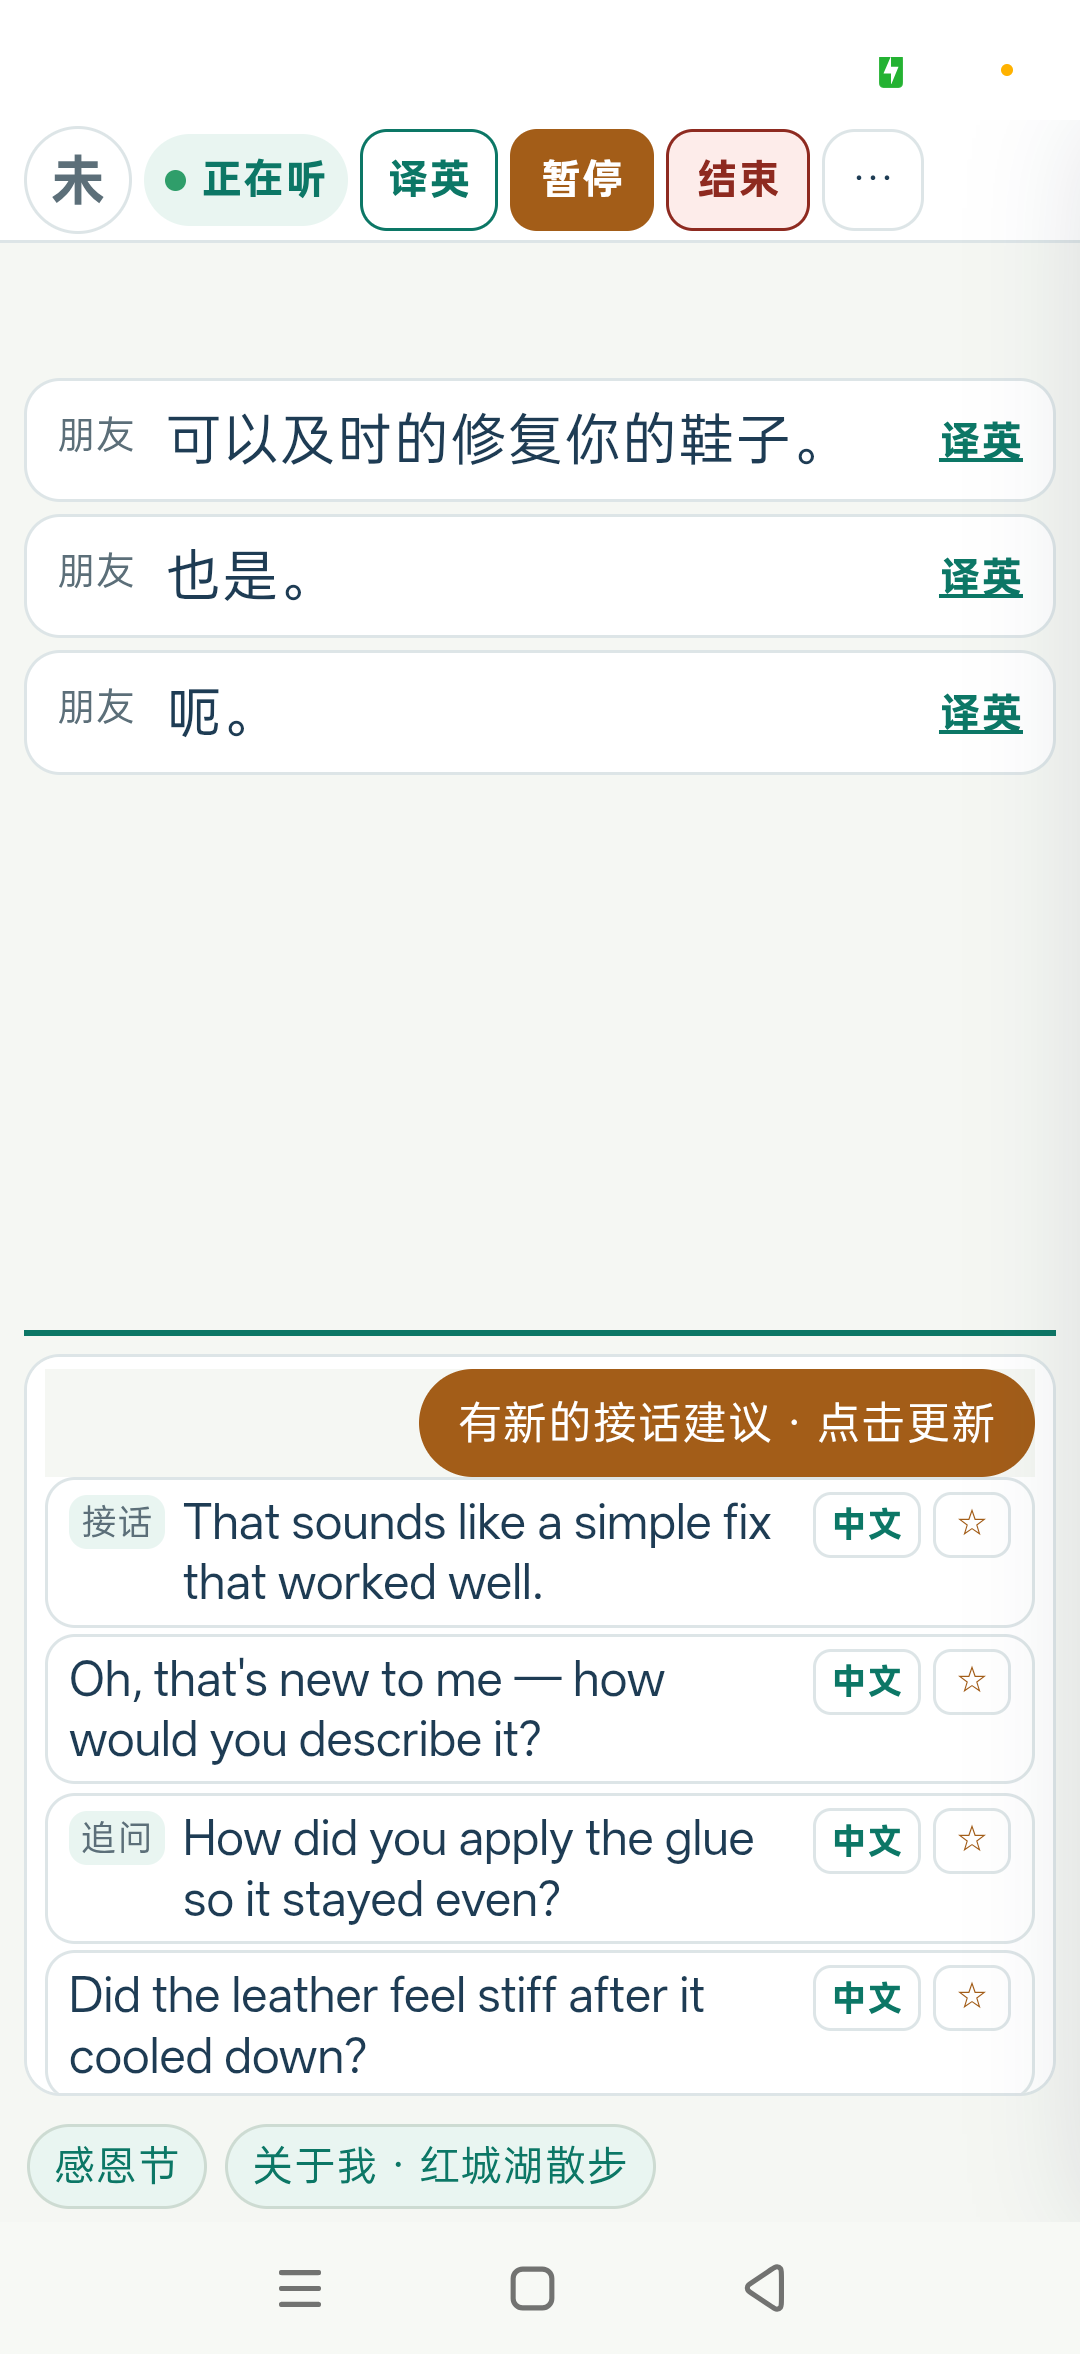 未 正在听 译英 暂停 结束 ···
朋友 可以及时的修复你的鞋子。 译英
朋友 也是。 译英
朋友 呃。 译英
有新的接话建议 · 点击更新
接话 That sounds like a simple fix 中文 ☆
that worked well.
Oh, that's new to me — how 中文 ☆
would you describe it?
追问 How did you apply the glue 中文 ☆
so it stayed even?
Did the leather feel stiff after it 中文 ☆
cooled down?
感恩节 关于我 · 红城湖散步